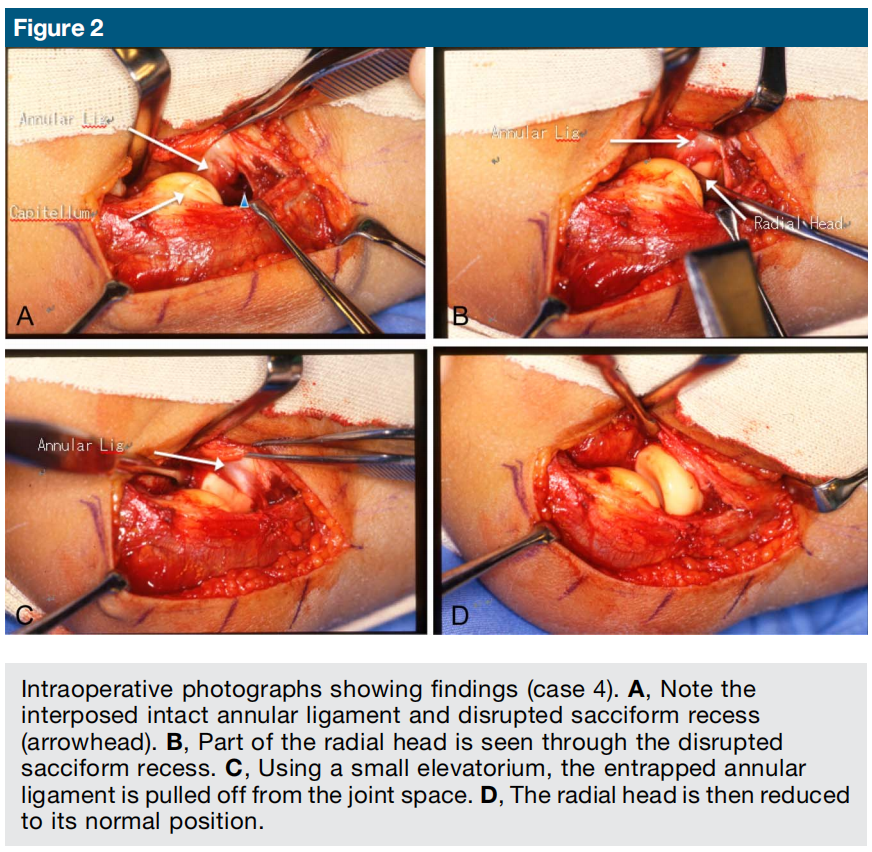 Figure 2
Annular Lig
Capitellum
A
Annular Lig
Radial Head
B
Annular Lig
C
D
Intraoperative photographs showing findings (case 4). A, Note the
interposed intact annular ligament and disrupted sacciform recess
(arrowhead). B, Part of the radial head is seen through the disrupted
sacciform recess. C, Using a small elevatorium, the entrapped annular
ligament is pulled off from the joint space. D, The radial head is then reduced
to its normal position.